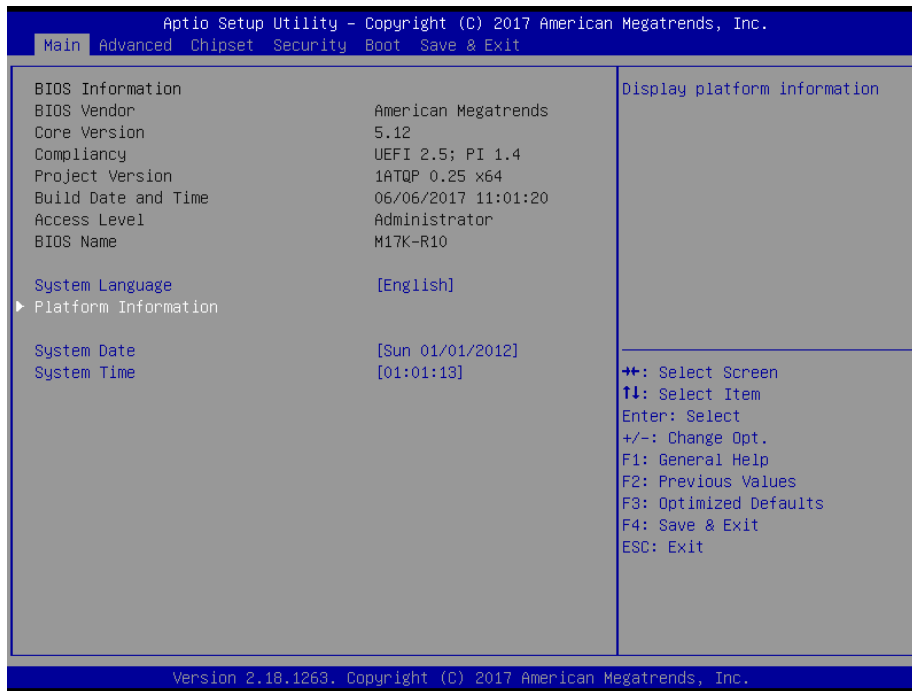 Aptio Setup Utility – Copyright (C) 2017 American Megatrends, Inc.
Main Advanced Chipset Security Boot Save & Exit
BIOS Information
BIOS Vendor American Megatrends
Core Version 5.12
Compliancy UEFI 2.5; PI 1.4
Project Version 1ATQP 0.25 x64
Build Date and Time 06/06/2017 11:01:20
Access Level Administrator
BIOS Name M17K-R10
System Language [English]
Platform Information
System Date [Sun 01/01/2012]
System Time [01:01:13]
Display platform information
→←: Select Screen
↑↓: Select Item
Enter: Select
+/-: Change Opt.
F1: General Help
F2: Previous Values
F3: Optimized Defaults
F4: Save & Exit
ESC: Exit
Version 2.18.1263. Copyright (C) 2017 American Megatrends, Inc.